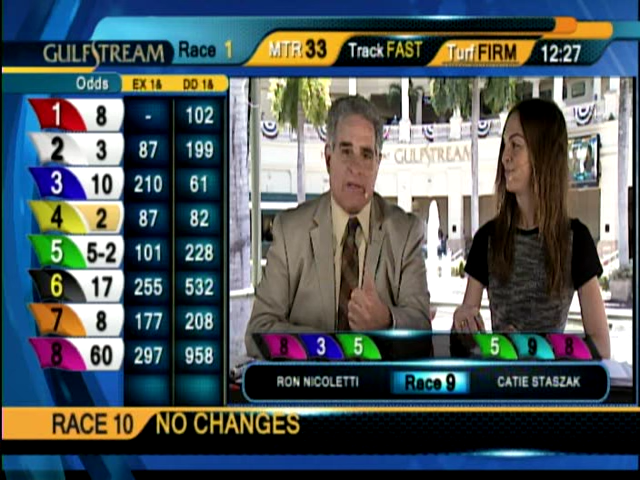 GULFSTREAM Race 1 MTR 33 Track FAST Turf FIRM 12:27
Odds EX 1& DD 1&
1 8 - 102
2 3 87 199
3 10 210 61
4 2 87 82
5 5-2 101 228
6 17 255 532
7 8 177 208
8 60 297 958
GULFSTREAM
8 3 5 5 9 8
RON NICOLETTI Race 9 CATIE STASZAK
RACE 10 NO CHANGES